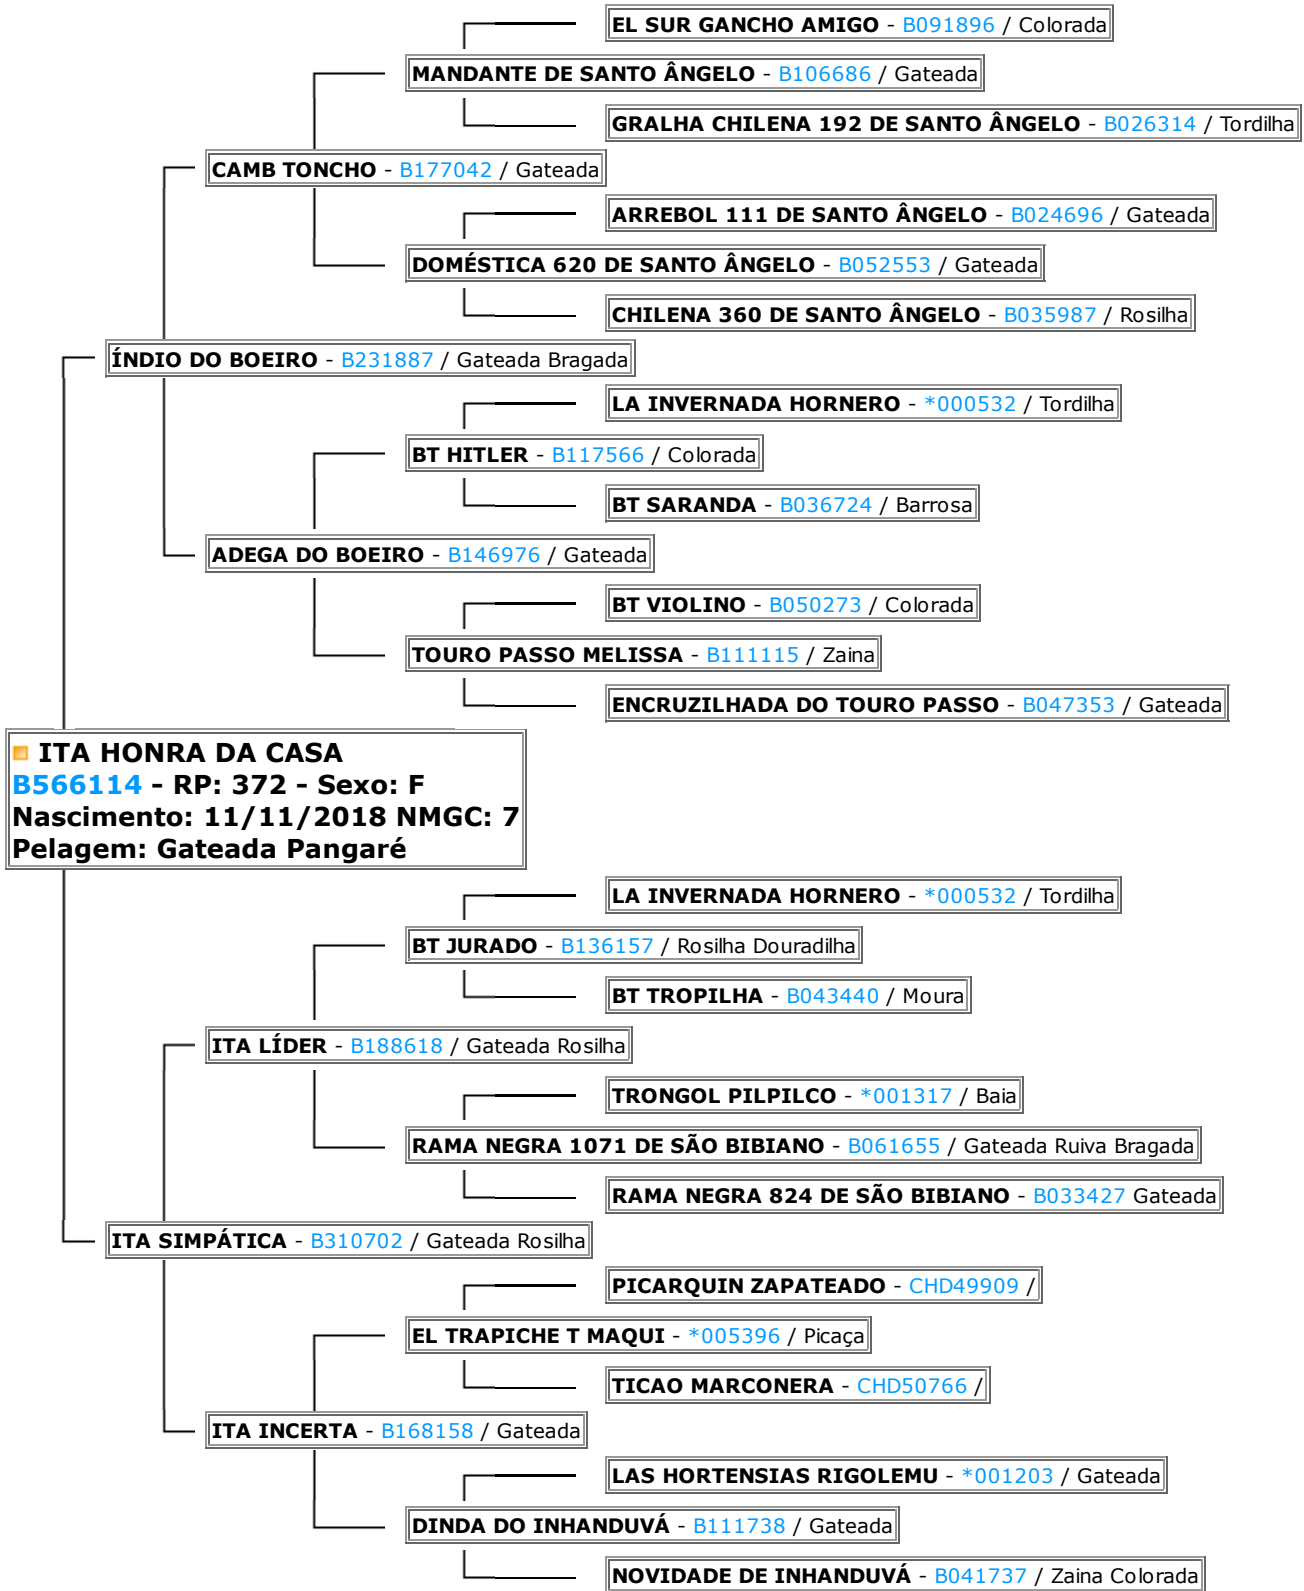 EL SUR GANCHO AMIGO - B091896 / Colorada
MANDANTE DE SANTO ÂNGELO - B106686 / Gateada
GRALHA CHILENA 192 DE SANTO ÂNGELO - B026314 / Tordilha
CAMB TONCHO - B177042 / Gateada
ARREBOL 111 DE SANTO ÂNGELO - B024696 / Gateada
DOMÉSTICA 620 DE SANTO ÂNGELO - B052553 / Gateada
CHILENA 360 DE SANTO ÂNGELO - B035987 / Rosilha
ÍNDIO DO BOEIRO - B231887 / Gateada Bragada
LA INVERNADA HORNERO - *000532 / Tordilha
BT HITLER - B117566 / Colorada
BT SARANDA - B036724 / Barrosa
ADEGA DO BOEIRO - B146976 / Gateada
BT VIOLINO - B050273 / Colorada
TOURO PASSO MELISSA - B111115 / Zaina
ENCRUZILHADA DO TOURO PASSO - B047353 / Gateada
ITA HONRA DA CASA
B566114 - RP: 372 - Sexo: F
Nascimento: 11/11/2018 NMGC: 7
Pelagem: Gateada Pangaré
LA INVERNADA HORNERO - *000532 / Tordilha
BT JURADO - B136157 / Rosilha Douradilha
BT TROPILHA - B043440 / Moura
ITA LÍDER - B188618 / Gateada Rosilha
TRONGOL PILPILCO - *001317 / Baia
RAMA NEGRA 1071 DE SÃO BIBIANO - B061655 / Gateada Ruiva Bragada
RAMA NEGRA 824 DE SÃO BIBIANO - B033427 Gateada
ITA SIMPÁTICA - B310702 / Gateada Rosilha
PICARQUIN ZAPATEADO - CHD49909 /
EL TRAPICHE T MAQUI - *005396 / Picaça
TICAO MARCONERA - CHD50766 /
ITA INCERTA - B168158 / Gateada
LAS HORTENSIAS RIGOLEMU - *001203 / Gateada
DINDA DO INHANDUVÁ - B111738 / Gateada
NOVIDADE DE INHANDUVÁ - B041737 / Zaina Colorada